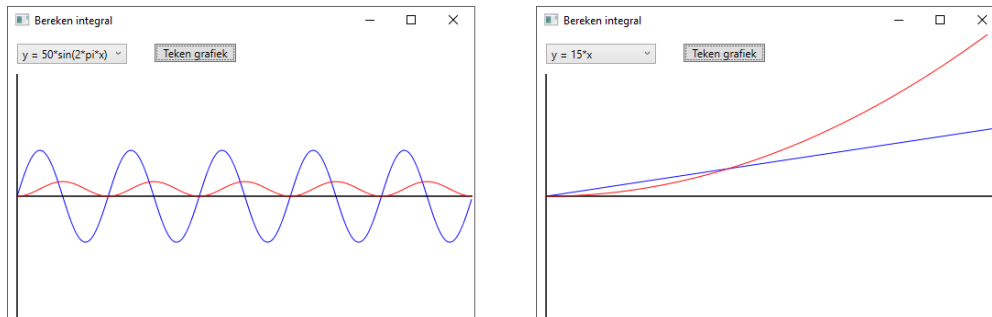 Bereken integral
y = 50*sin(2*pi*x)
Teken grafiek
Bereken integral
y = 15*x
Teken grafiek